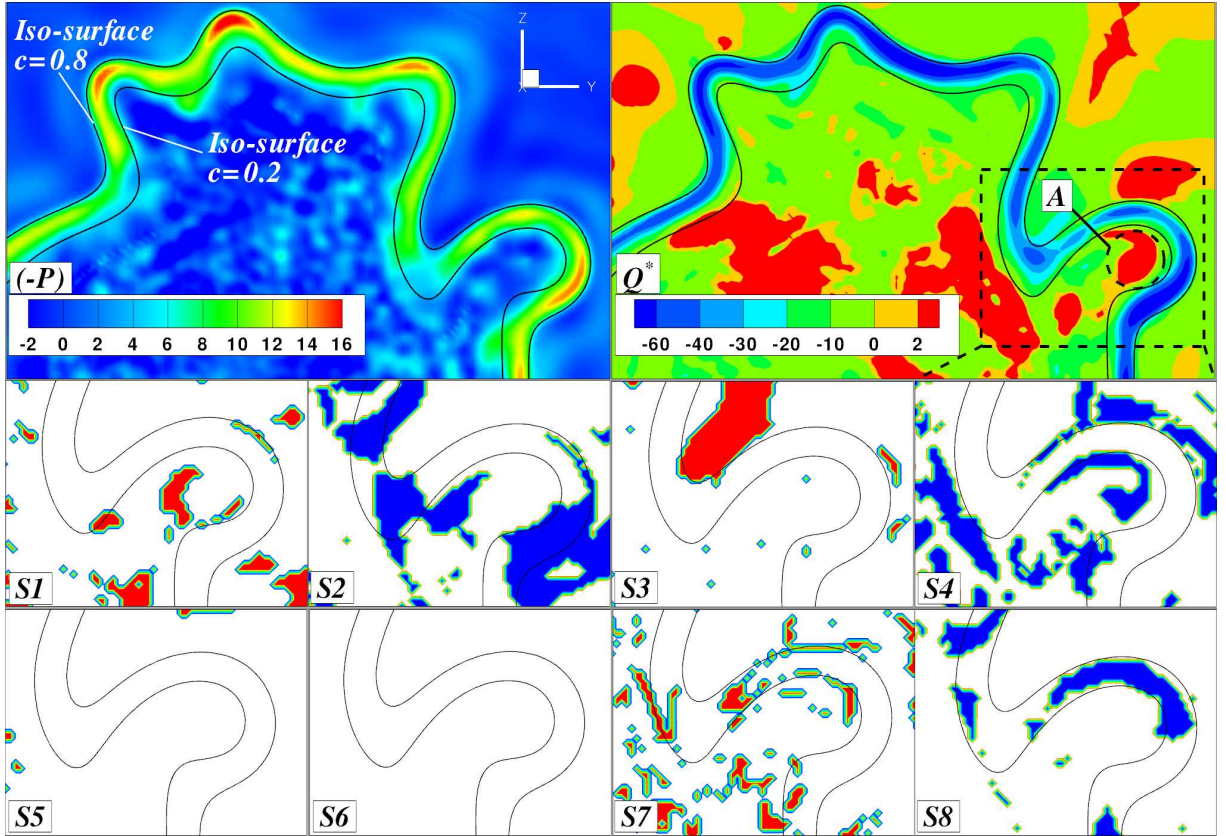 Iso-surface
c=0.8
Iso-surface
c=0.2
Z
X
Y
(-P)
-2 0 2 4 6 8 10 12 14 16
A
Q*
-60 -40 -30 -20 -10 0 2
S1
S2
S3
S4
S5
S6
S7
S8